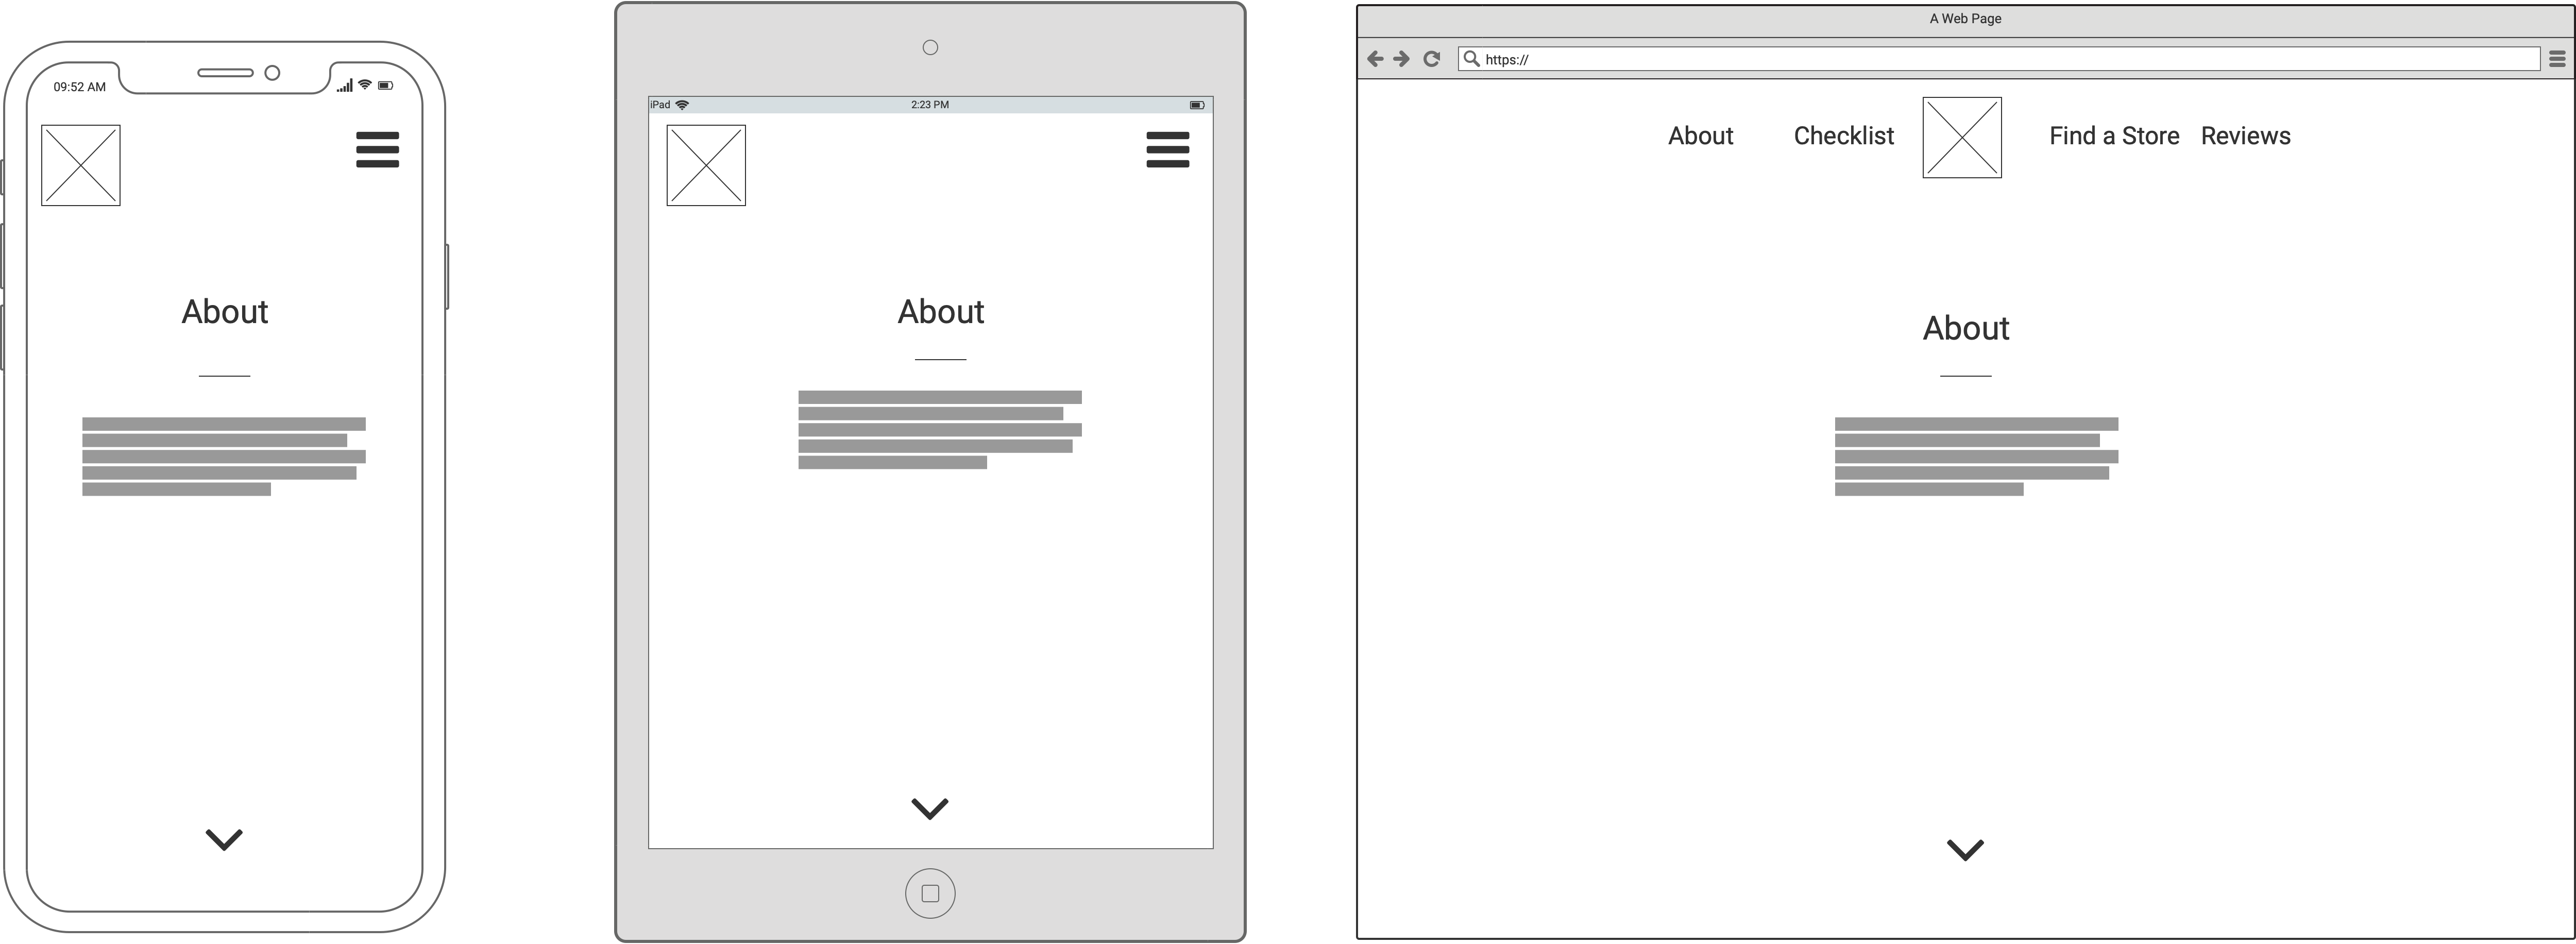 09:52 AM
About
iPad
2:23 PM
About
A Web Page
https://
About Checklist Find a Store Reviews
About